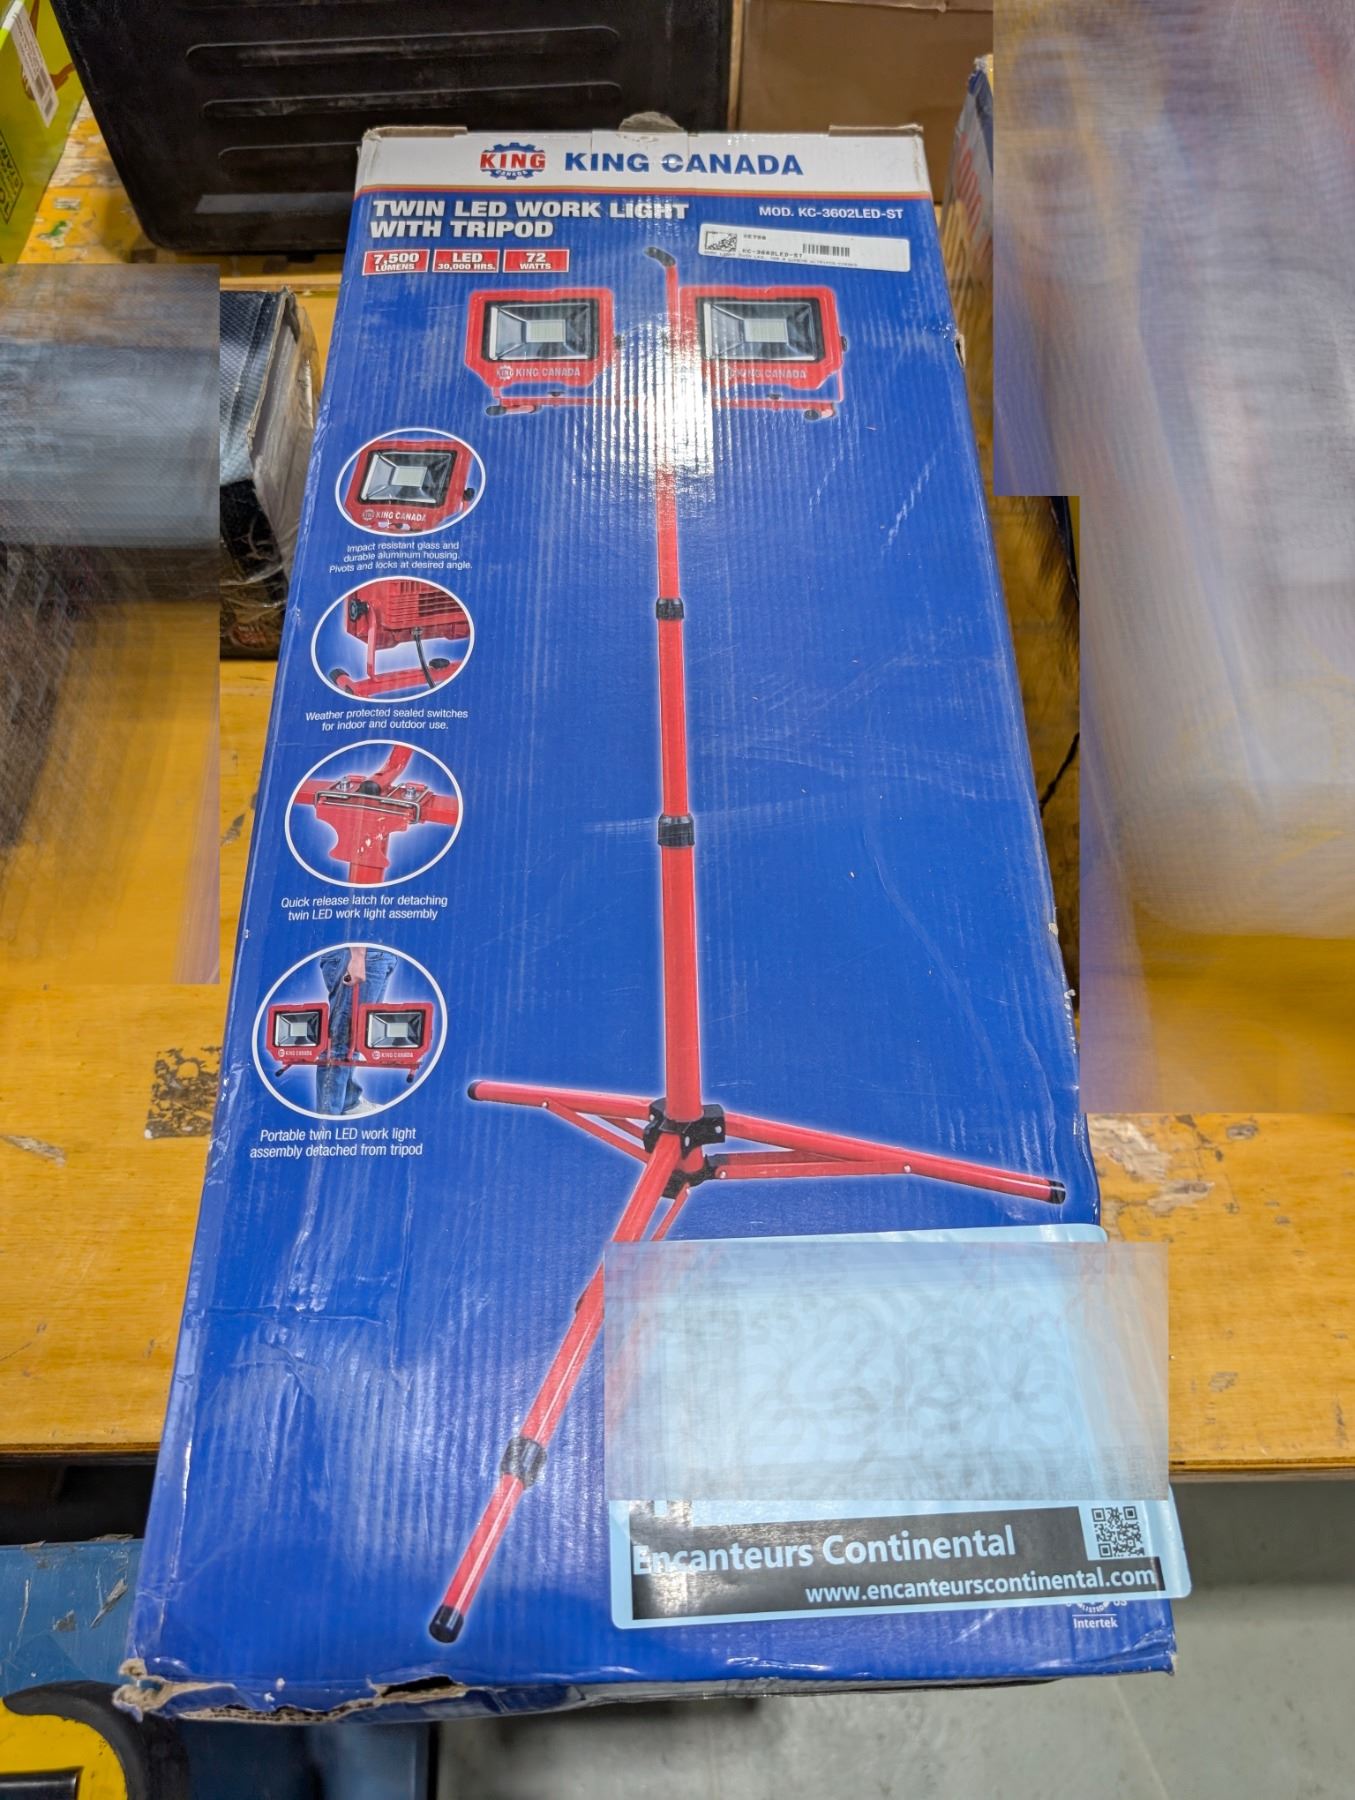 KING CANADA KING CANADA
TWIN LED WORK LIGHT
WITH TRIPOD
MOD. KC-3602LED-ST
7,500 LUMENS
LED 30,000 HRS.
72 WATTS
KC-3602LED-ST
KING CANADA
KING CANADA
KING CANADA
Impact resistant glass and
durable aluminum housing.
Pivots and locks at desired angle.
Weather protected sealed switches
for indoor and outdoor use.
Quick release latch for detaching
twin LED work light assembly
KING CANADA
KING CANADA
Portable twin LED work light
assembly detached from tripod
Encanteurs Continental
www.encanteurscontinental.com
US
Intertek